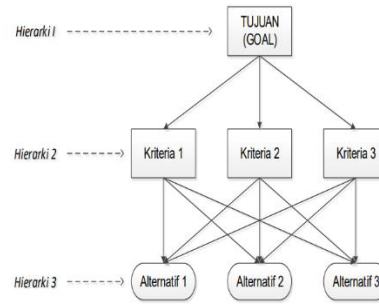 Hierarki I
TUJUAN
(GOAL)
Hierarki 2
Kriteria 1
Kriteria 2
Kriteria 3
Hierarki 3
Alternatif 1
Alternatif 2
Alternatif 3